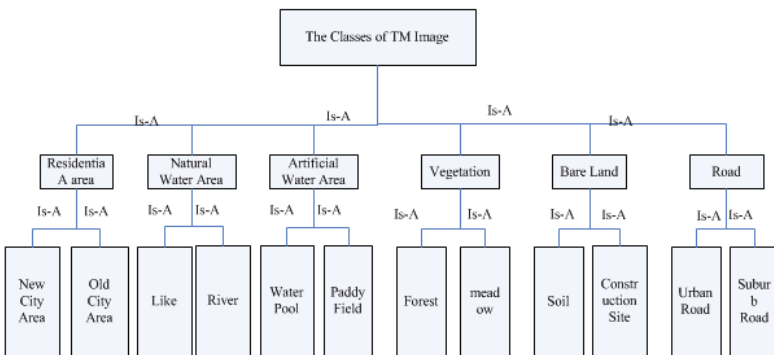 The Classes of TM Image
Is-A
Is-A
Is-A
Is-A
Residentia
A area
Natural
Water Area
Artificial
Water Area
Vegetation
Bare Land
Road
Is-A
Is-A
Is-A
Is-A
Is-A
Is-A
Is-A
Is-A
Is-A
Is-A
Is-A
Is-A
New
City
Area
Old
City
Area
Like
River
Water
Pool
Paddy
Field
Forest
mead
ow
Soil
Constr
uction
Site
Urban
Road
Subur
b
Road